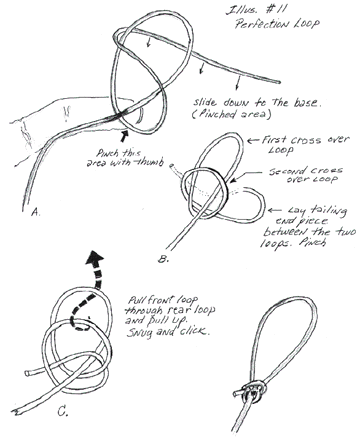 Illus. #11
Perfection Loop
slide down to the base.
(Pinched area)
Pinch this
area with thumb
A.
First cross over
Loop
Second cross
over Loop
Lay tailing
end piece
between the two
loops. Pinch
B.
Pull front loop
through rear loop
and pull up.
Snug and click.
C.